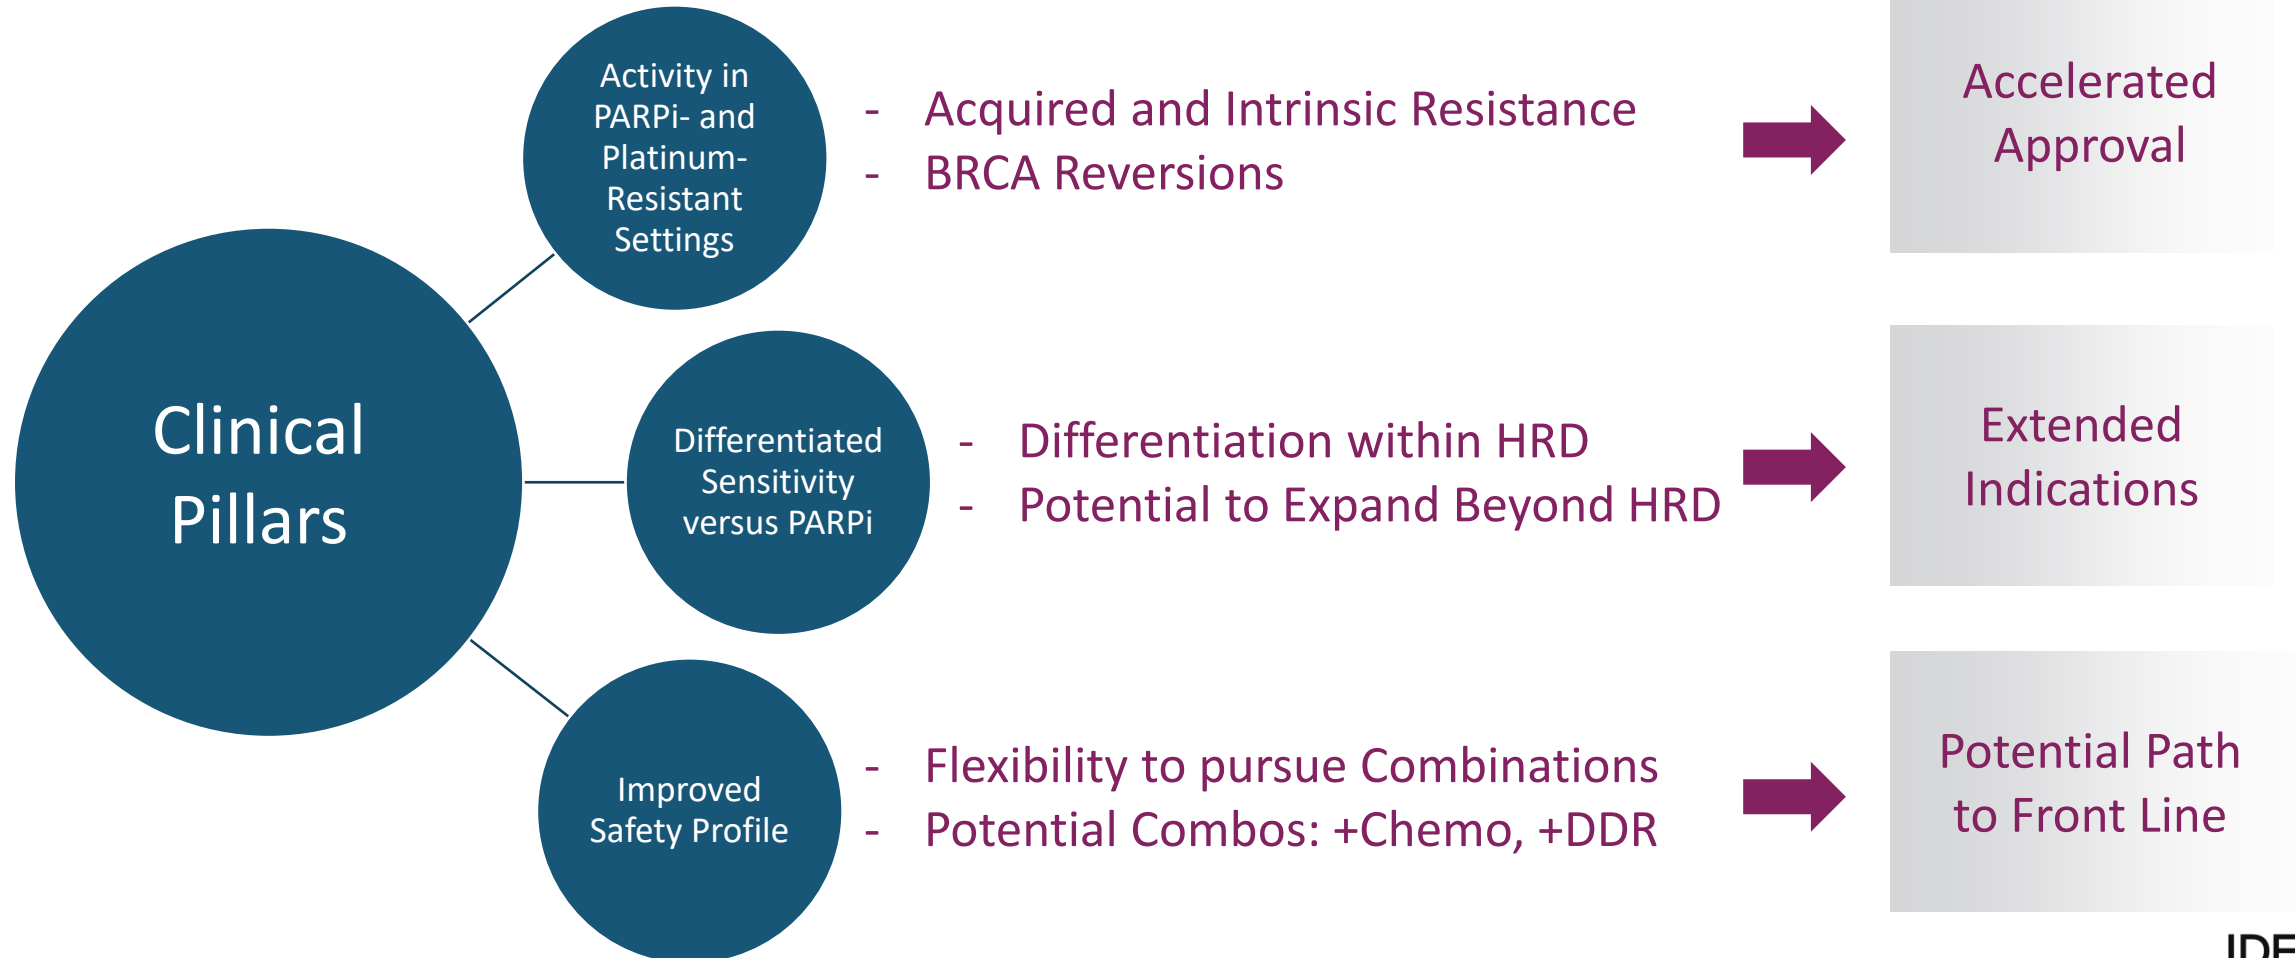 Clinical
Pillars
Activity in
PARPi- and
Platinum-
Resistant
Settings
- Acquired and Intrinsic Resistance
- BRCA Reversions
Accelerated
Approval
Differentiated
Sensitivity
versus PARPi
- Differentiation within HRD
- Potential to Expand Beyond HRD
Extended
Indications
Improved
Safety Profile
- Flexibility to pursue Combinations
- Potential Combos: +Chemo, +DDR
Potential Path
to Front Line